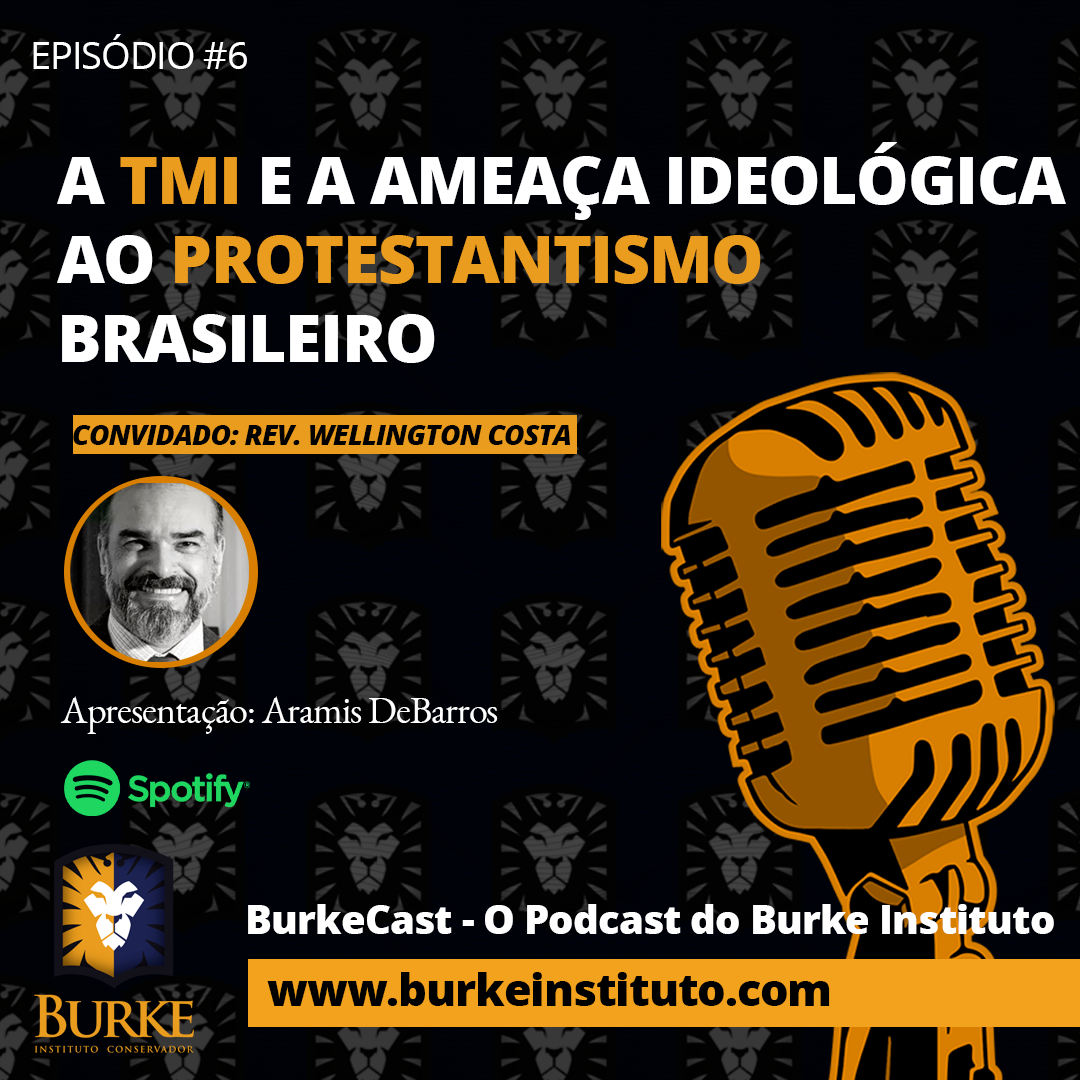 EPISÓDIO #6
A TMI E A AMEAÇA IDEOLÓGICA
AO PROTESTANTISMO
BRASILEIRO
CONVIDADO: REV. WELLINGTON COSTA
Apresentação: Aramis DeBarros
Spotify®
BurkeCast - O Podcast do Burke Instituto
www.burkeinstituto.com
BURKE
INSTITUTO CONSERVADOR